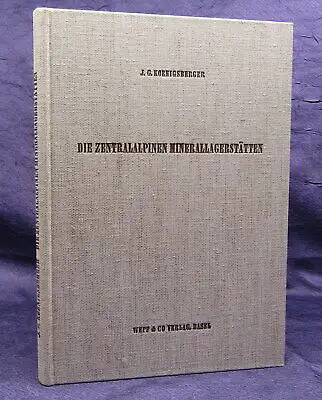 J. G. KOENIGSBERGER
DIE ZENTRALALPINEN MINERALLAGERSTÄTTEN
WEPF & CO VERLAG, BASEL